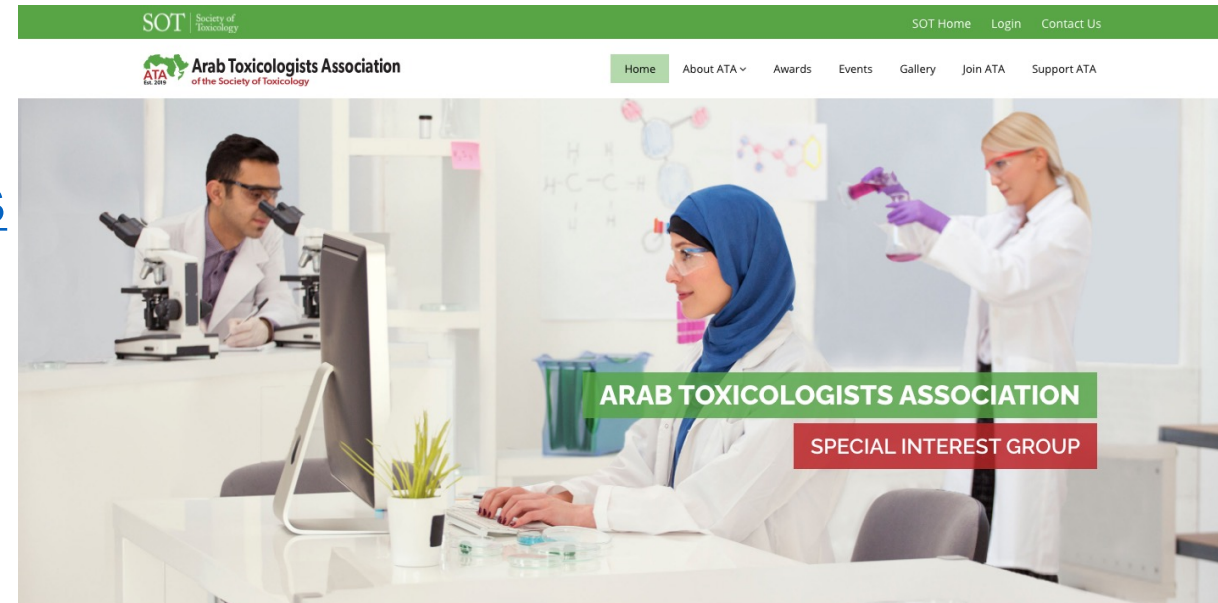 SOT | Society of Toxicology
SOT Home Login Contact Us
ATA
Est. 2019
Arab Toxicologists Association
of the Society of Toxicology
Home About ATA Awards Events Gallery Join ATA Support ATA
s
H H
H-C-C-H
H
ARAB TOXICOLOGISTS ASSOCIATION
SPECIAL INTEREST GROUP